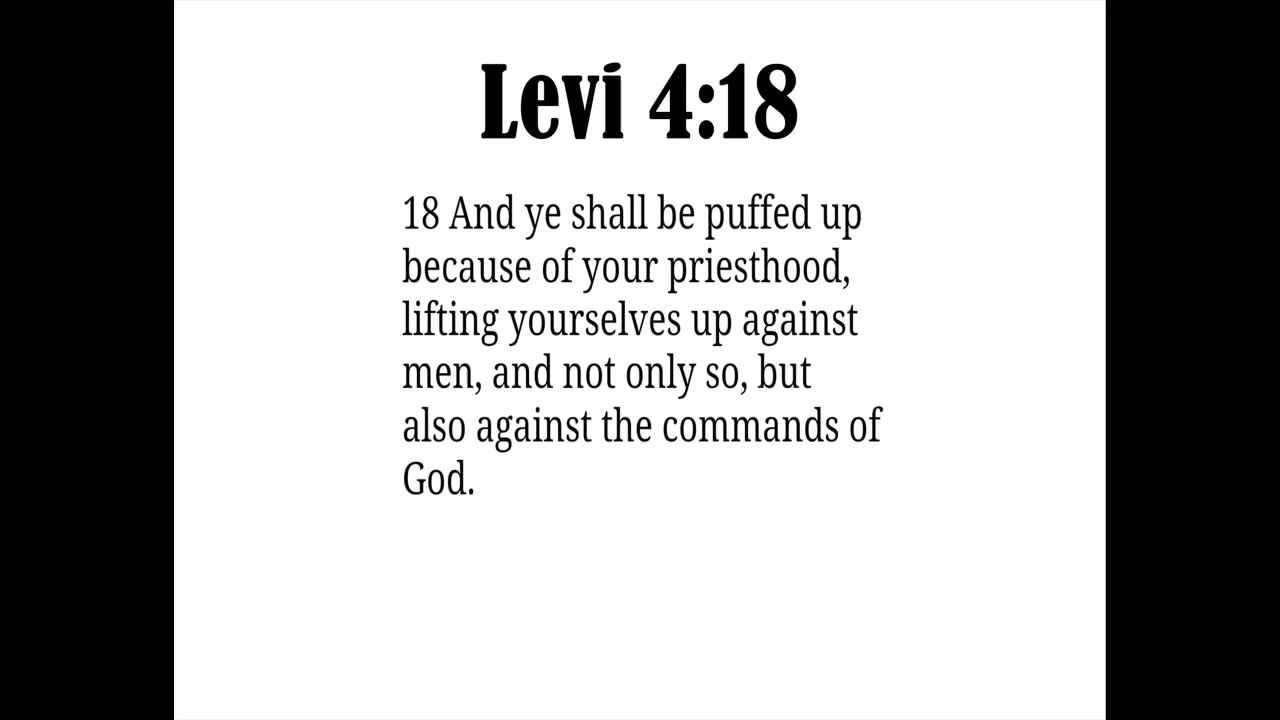 Levi 4:18
18 And ye shall be puffed up
because of your priesthood,
lifting yourselves up against
men, and not only so, but
also against the commands of
God.